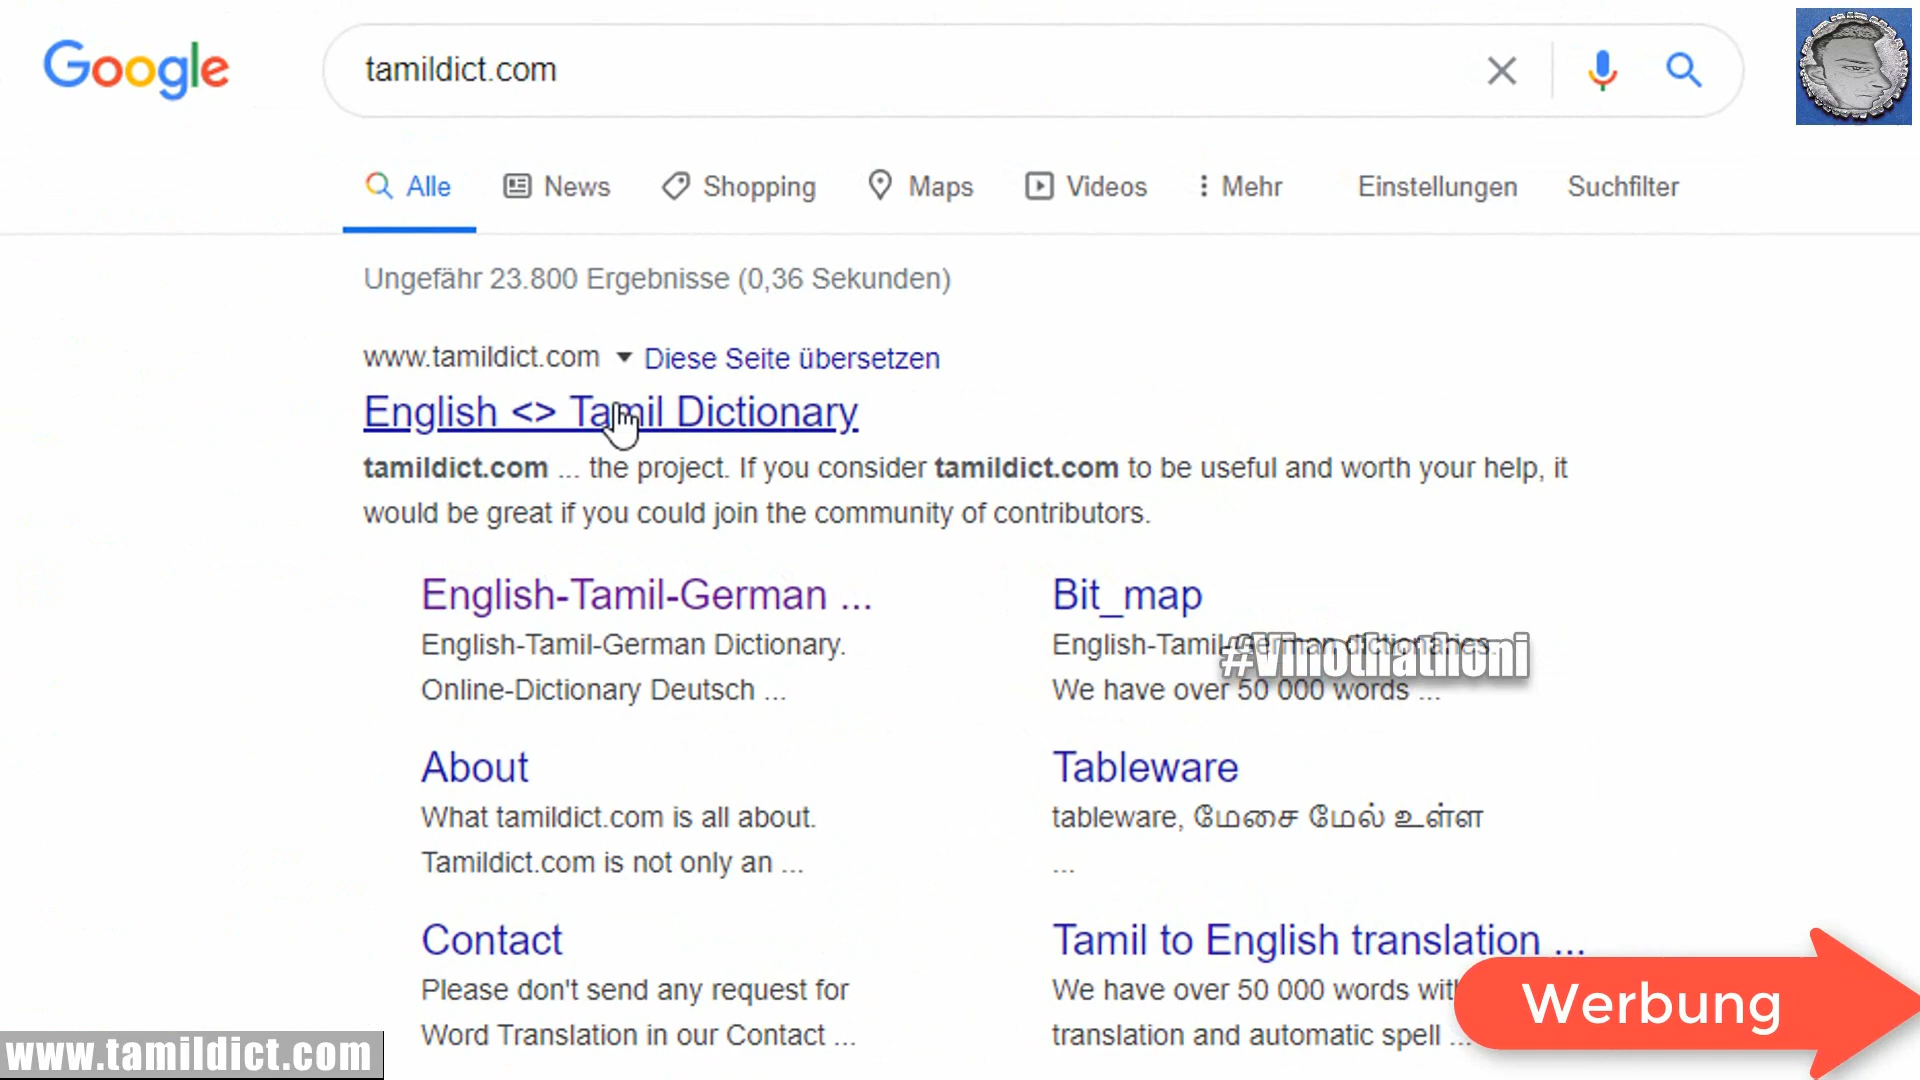 Google
tamildict.com
Alle News Shopping Maps Videos Mehr Einstellungen Suchfilter
Ungefähr 23.800 Ergebnisse (0,36 Sekunden)
www.tamildict.com Diese Seite übersetzen
English <> Tamil Dictionary
tamildict.com ... the project. If you consider tamildict.com to be useful and worth your help, it
would be great if you could join the community of contributors.
English-Tamil-German ...
English-Tamil-German Dictionary.
Online-Dictionary Deutsch ...
Bit_map
English-Tamil-German dictionaries.
#Vinothathoni
We have over 50 000 words ...
About
What tamildict.com is all about.
Tamildict.com is not only an ...
Tableware
tableware, மேசை மேல் உள்ள
...
Contact
Please don't send any request for
Word Translation in our Contact ...
Tamil to English translation ...
We have over 50 000 words
translation and automatic spell ...
Werbung
www.tamildict.com